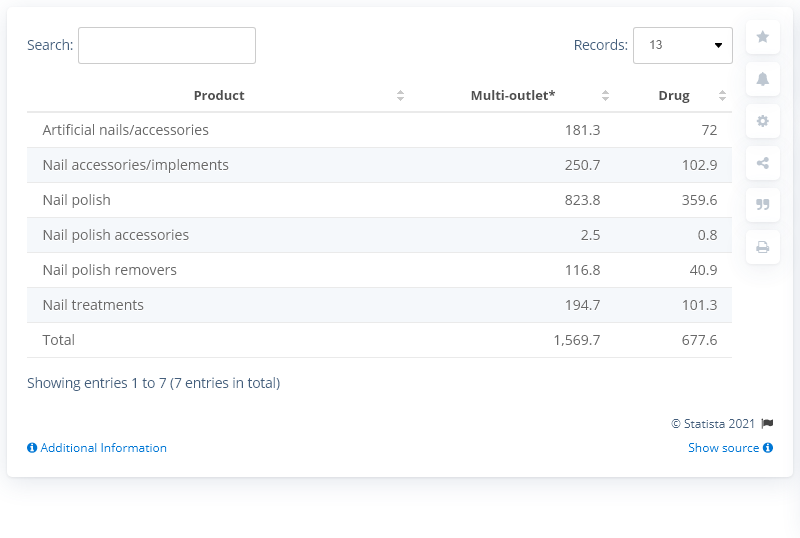 Search:
Records: 13
Product Multi-outlet* Drug
Artificial nails/accessories 181.3 72
Nail accessories/implements 250.7 102.9
Nail polish 823.8 359.6
Nail polish accessories 2.5 0.8
Nail polish removers 116.8 40.9
Nail treatments 194.7 101.3
Total 1,569.7 677.6
Showing entries 1 to 7 (7 entries in total)
© Statista 2021
Additional Information
Show source